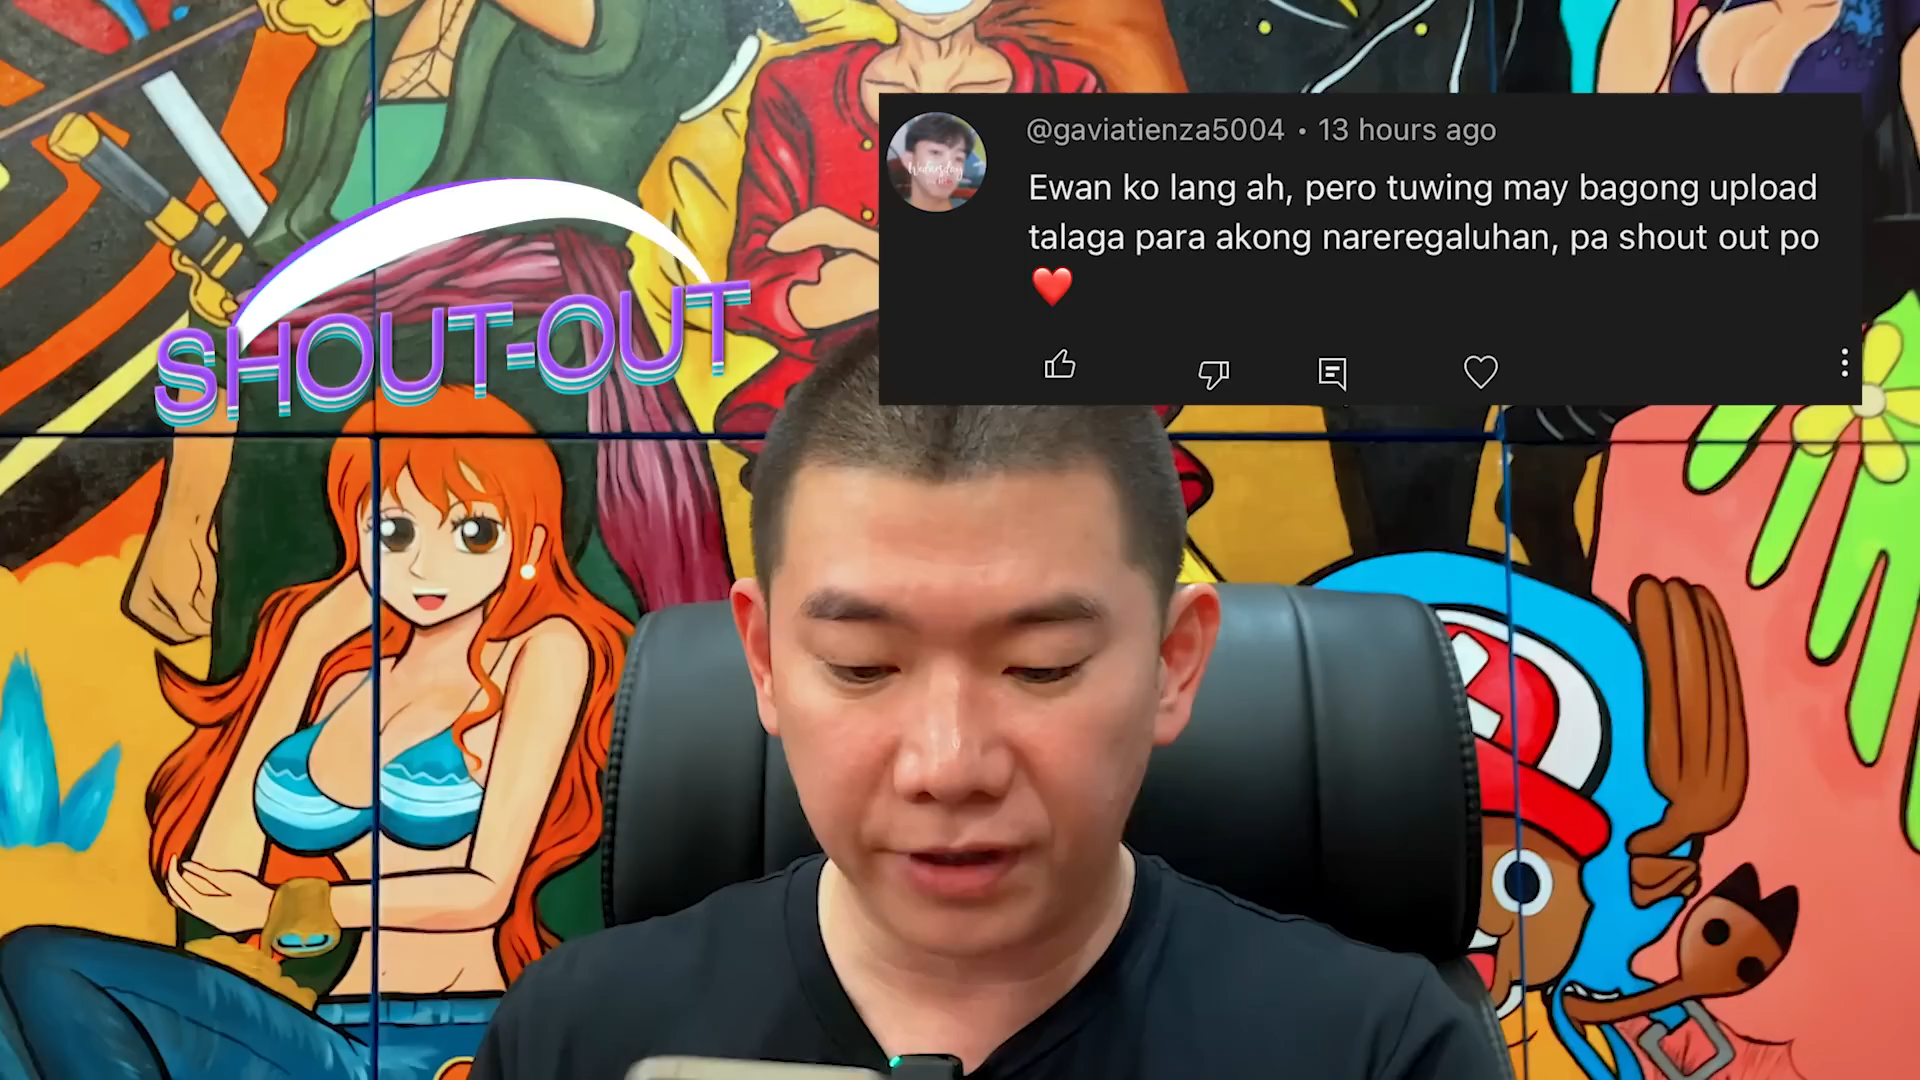 @gaviatienza5004 • 13 hours ago
Ewan ko lang ah, pero tuwing may bagong upload
talaga para akong nareregaluhan, pa shout out po
❤️
SHOUT-OUT
Wednesday